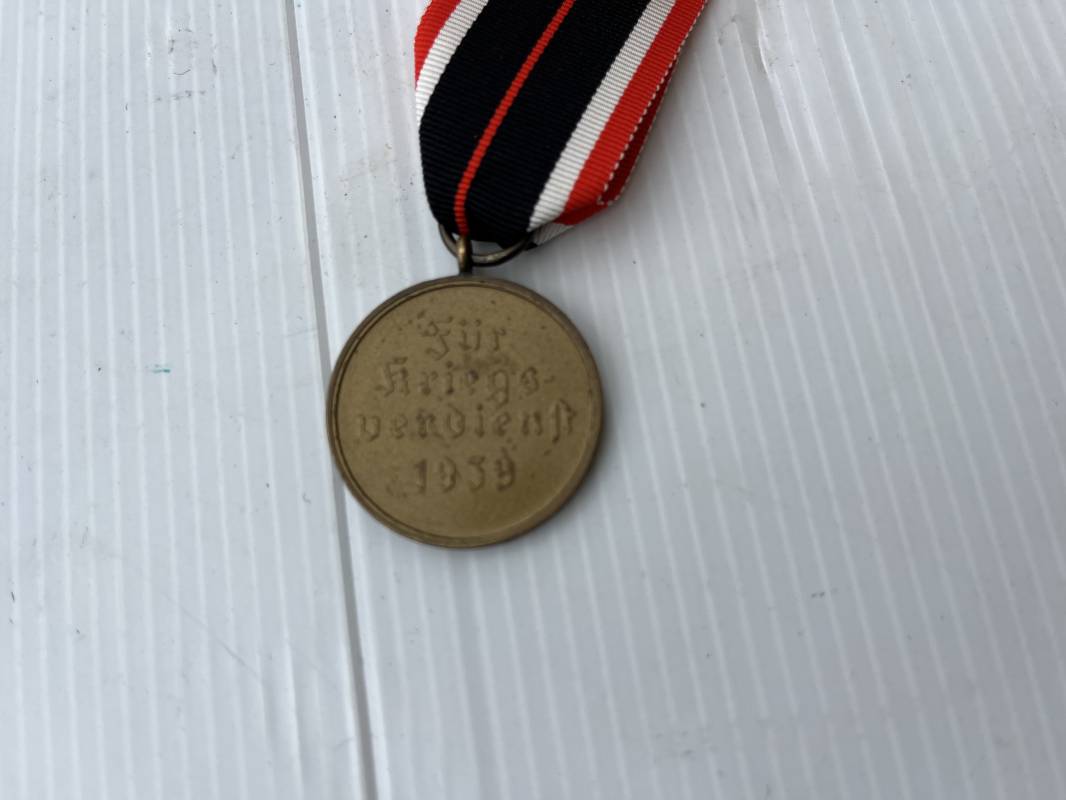 Für
Kriegs-
verdienst
1939